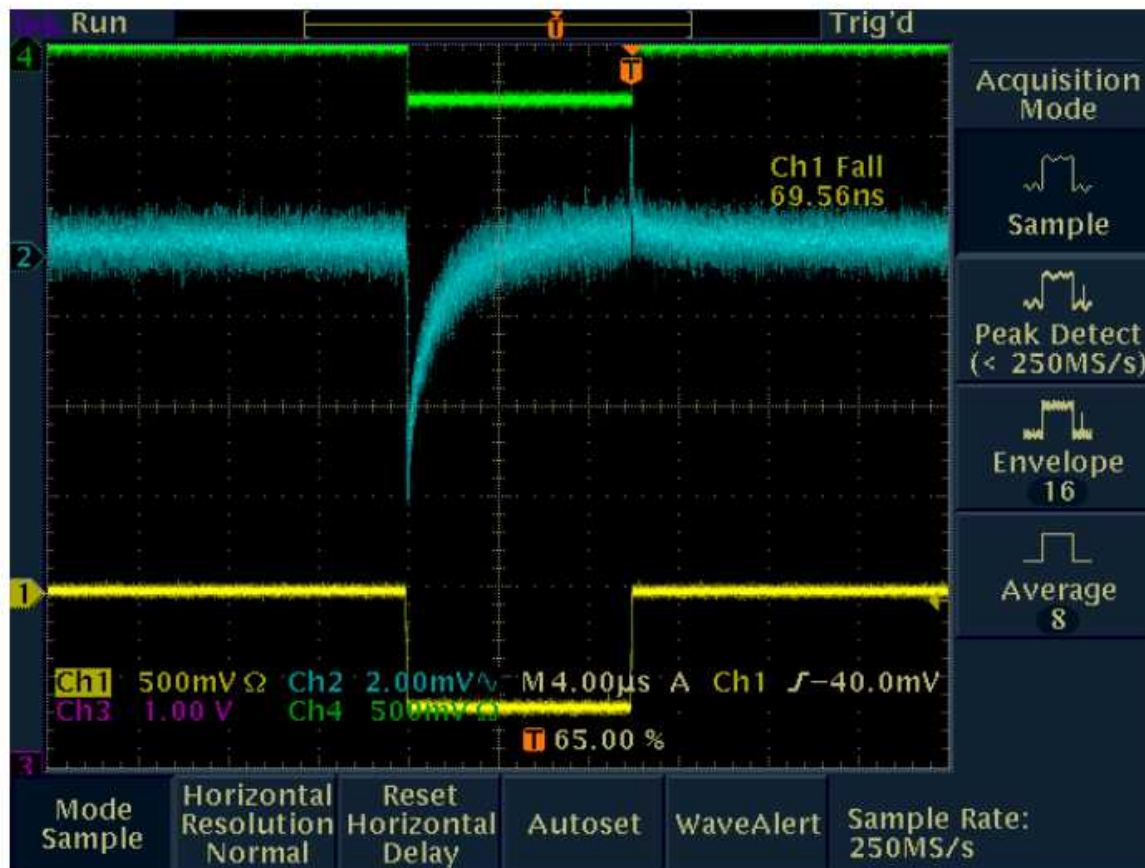 Run Trig'd
4
T
T
Acquisition
Mode
Ch1 Fall
69.56ns
Sample
2
Peak Detect
(< 250MS/s)
Envelope
16
1
Average
8
Ch1 500mV Ω Ch2 2.00mV∿ M 4.00µs A Ch1 ∫ −40.0mV
Ch3 1.00 V Ch4 500mV Ω
T 65.00 %
3
Mode
Sample
Horizontal
Resolution
Normal
Reset
Horizontal
Delay
Autoset
WaveAlert
Sample Rate:
250MS/s